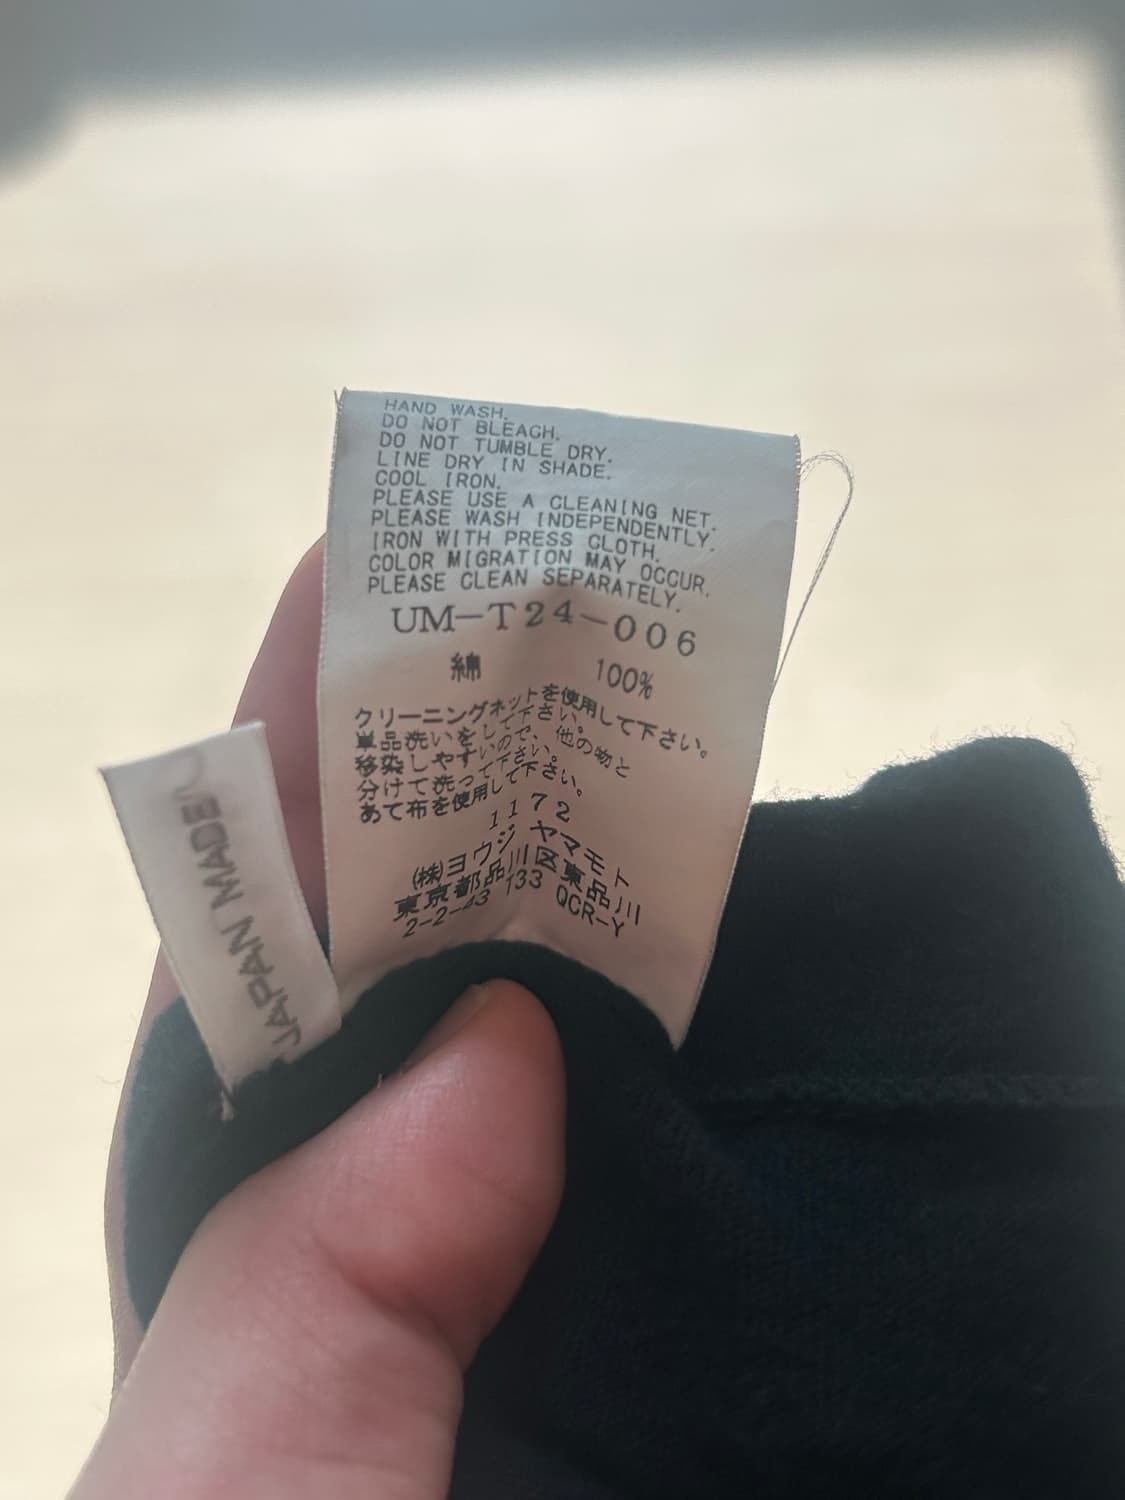 HAND WASH.
DO NOT BLEACH.
DO NOT TUMBLE DRY.
LINE DRY IN SHADE.
COOL IRON.
PLEASE USE A CLEANING NET.
PLEASE WASH INDEPENDENTLY.
IRON WITH PRESS CLOTH.
COLOR MIGRATION MAY OCCUR.
PLEASE CLEAN SEPARATELY.
UM-T24-006
綿 100%
クリーニングネットを使用して下さい。
単品洗いをして下さい。
移染しやすいので、他の物と
分けて洗って下さい。
あて布を使用して下さい。
1172
(株)ヨウジ ヤマモト
東京都品川区東品川
2-2-43 T33 QCR-Y
JAPAN MADE